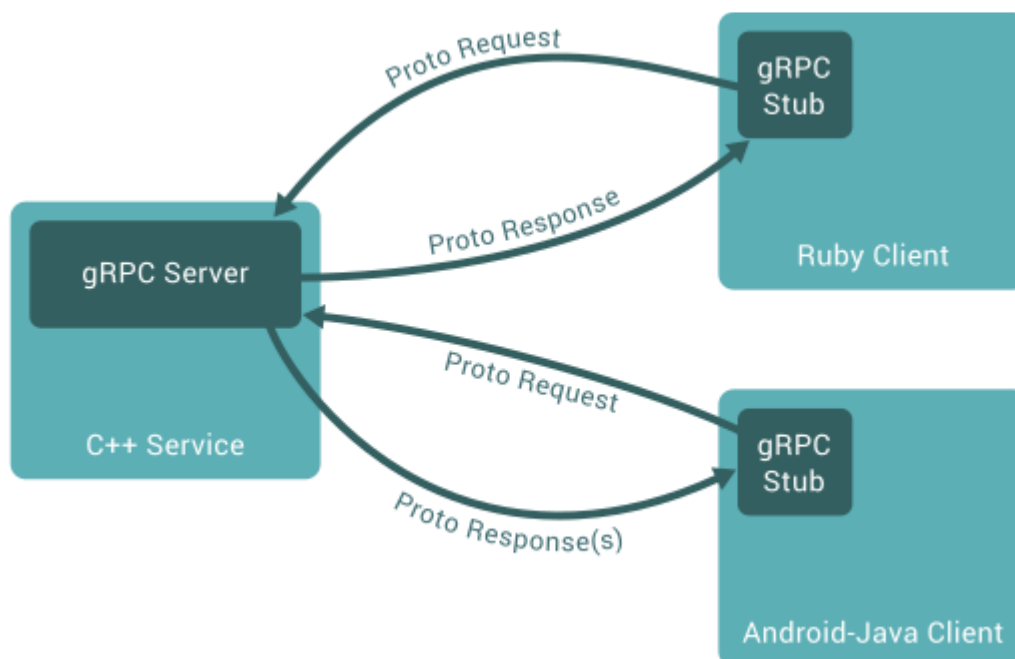 Proto Request
gRPC
Stub
Proto Response
Ruby Client
gRPC Server
C++ Service
Proto Request
gRPC
Stub
Proto Response(s)
Android-Java Client